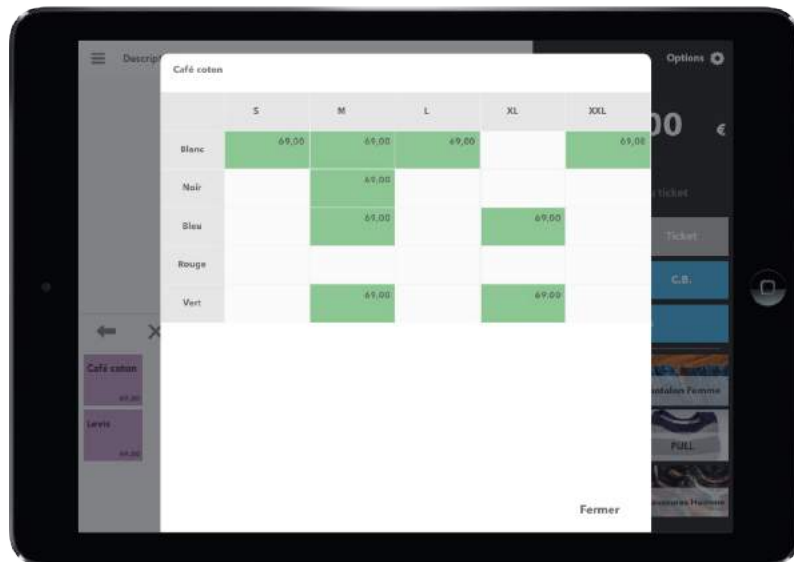 Descript
Options
Café coton
S M L XL XXL
00 €
Blanc 69,00 69,00 69,00 69,00
ticket
Noir 69,00
Bleu 69,00 69,00
Ticket
Rouge
C.B.
Vert 69,00 69,00
Café coton
69,00
Pantalon Femme
Levis
69,00
PULL
Fermer
Chaussures Homme